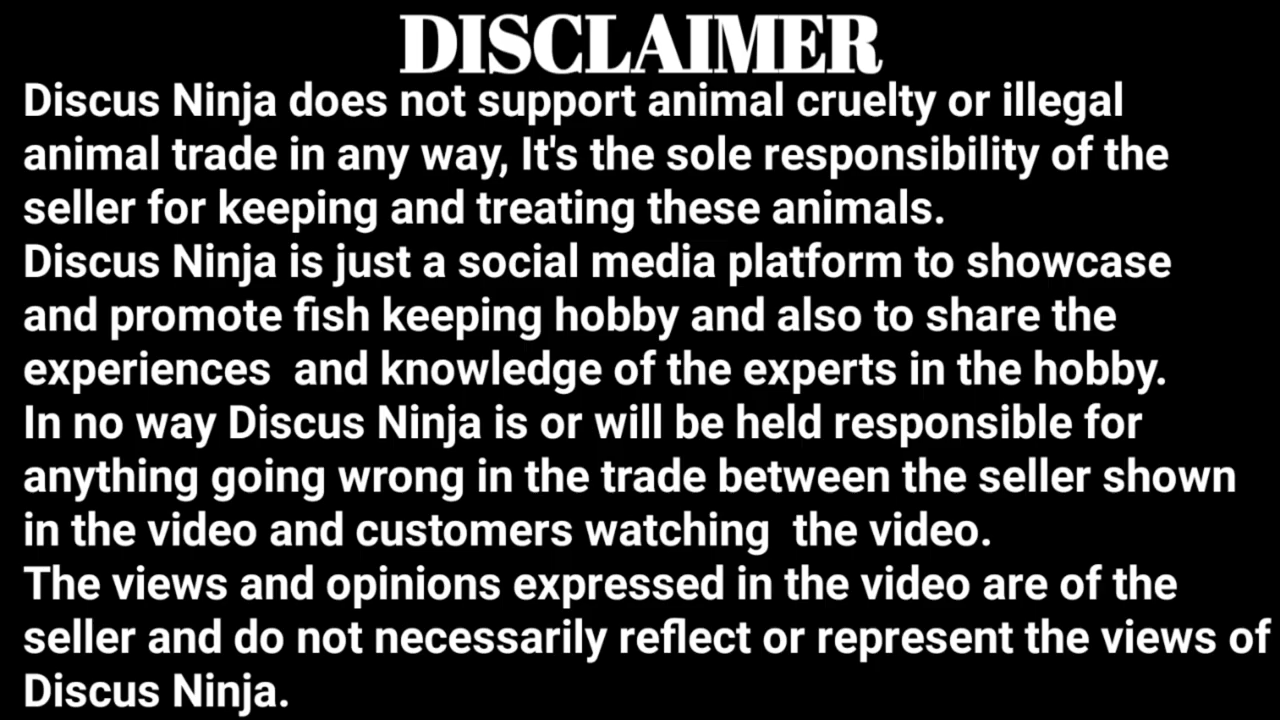 DISCLAIMER
Discus Ninja does not support animal cruelty or illegal
animal trade in any way, It's the sole responsibility of the
seller for keeping and treating these animals.
Discus Ninja is just a social media platform to showcase
and promote fish keeping hobby and also to share the
experiences  and knowledge of the experts in the hobby.
In no way Discus Ninja is or will be held responsible for
anything going wrong in the trade between the seller shown
in the video and customers watching  the video.
The views and opinions expressed in the video are of the
seller and do not necessarily reflect or represent the views of
Discus Ninja.